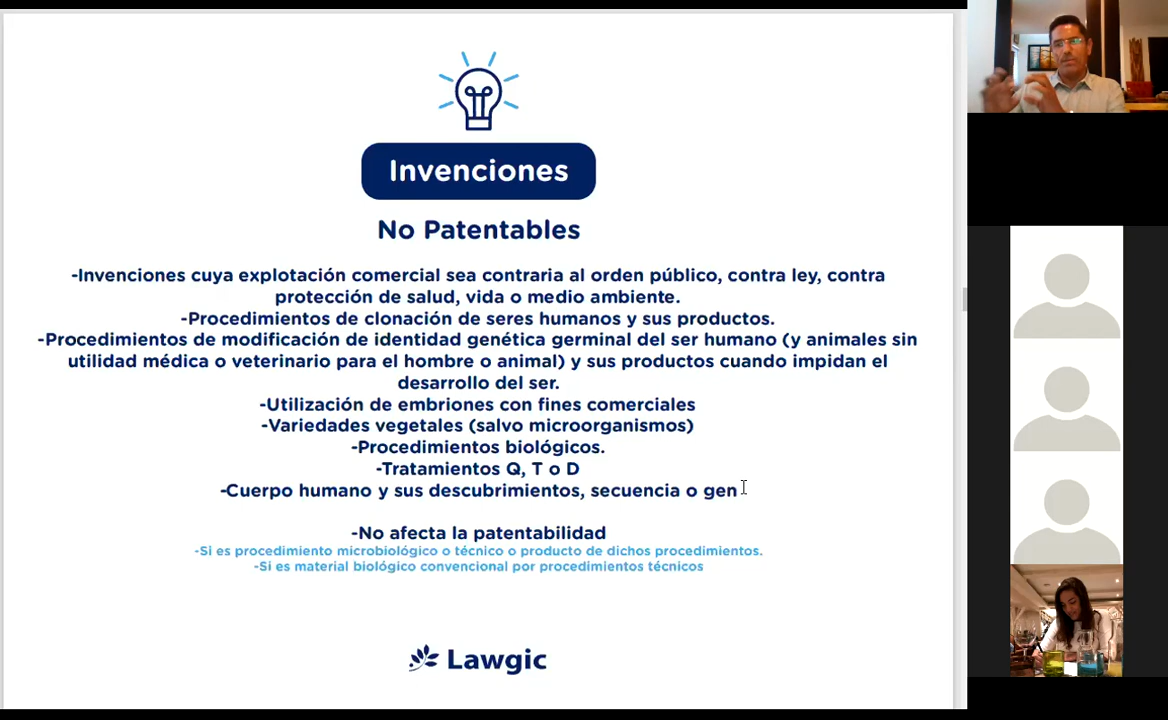 Invenciones
No Patentables
-Invenciones cuya explotación comercial sea contraria al orden público, contra ley, contra
protección de salud, vida o medio ambiente.
-Procedimientos de clonación de seres humanos y sus productos.
-Procedimientos de modificación de identidad genética germinal del ser humano (y animales sin
utilidad médica o veterinario para el hombre o animal) y sus productos cuando impidan el
desarrollo del ser.
-Utilización de embriones con fines comerciales
-Variedades vegetales (salvo microorganismos)
-Procedimientos biológicos.
-Tratamientos Q, T o D
-Cuerpo humano y sus descubrimientos, secuencia o gen
-No afecta la patentabilidad
-Si es procedimiento microbiológico o técnico o producto de dichos procedimientos.
-Si es material biológico convencional por procedimientos técnicos
Lawgic